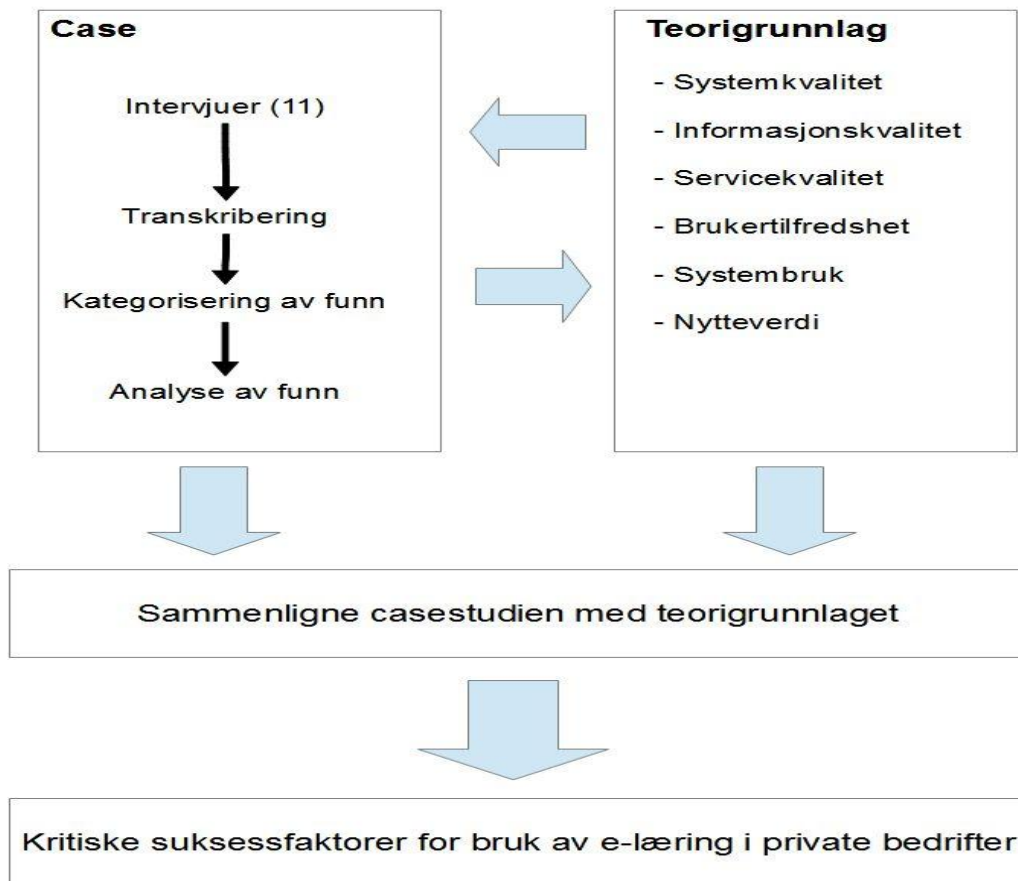 Case
Intervjuer (11)
Transkribering
Kategorisering av funn
Analyse av funn
Teorigrunnlag
- Systemkvalitet
- Informasjonskvalitet
- Servicekvalitet
- Brukertilfredshet
- Systembruk
- Nytteverdi
Sammenligne casestudien med teorigrunnlaget
Kritiske suksessfaktorer for bruk av e-læring i private bedrifter